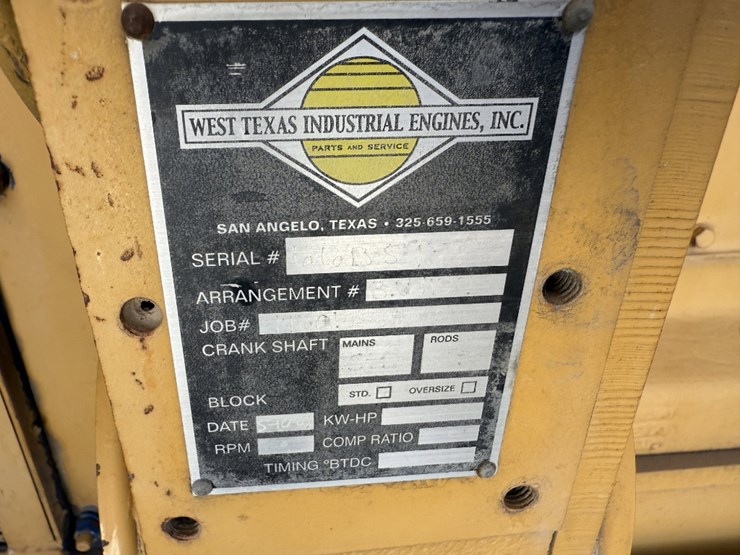 WEST TEXAS INDUSTRIAL ENGINES, INC.
PARTS AND SERVICE
SAN ANGELO, TEXAS • 325-659-1555
SERIAL #
ARRANGEMENT #
JOB#
CRANK SHAFT MAINS RODS
BLOCK STD. OVERSIZE
DATE KW-HP
RPM COMP RATIO
TIMING °BTDC